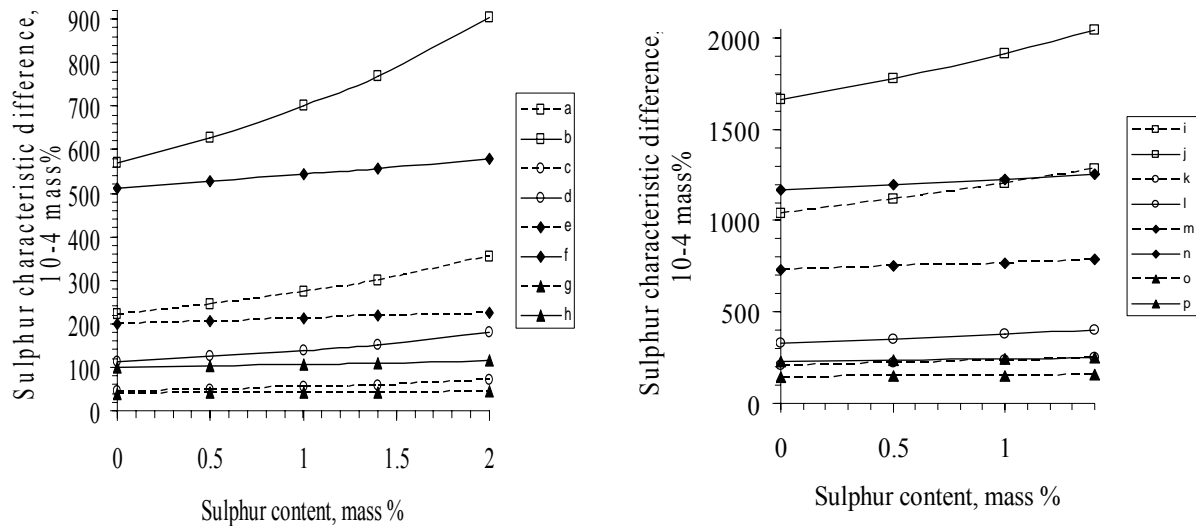 Sulphur characteristic difference,
10-4 mass%
900
800
700
600
500
400
300
200
100
0
0 0.5 1 1.5 2
Sulphur content, mass %
a
b
c
d
e
f
g
h
Sulphur characteristic difference,
10-4 mass%
2000
1500
1000
500
0
0 0.5 1
Sulphur content, mass %
i
j
k
l
m
n
o
p